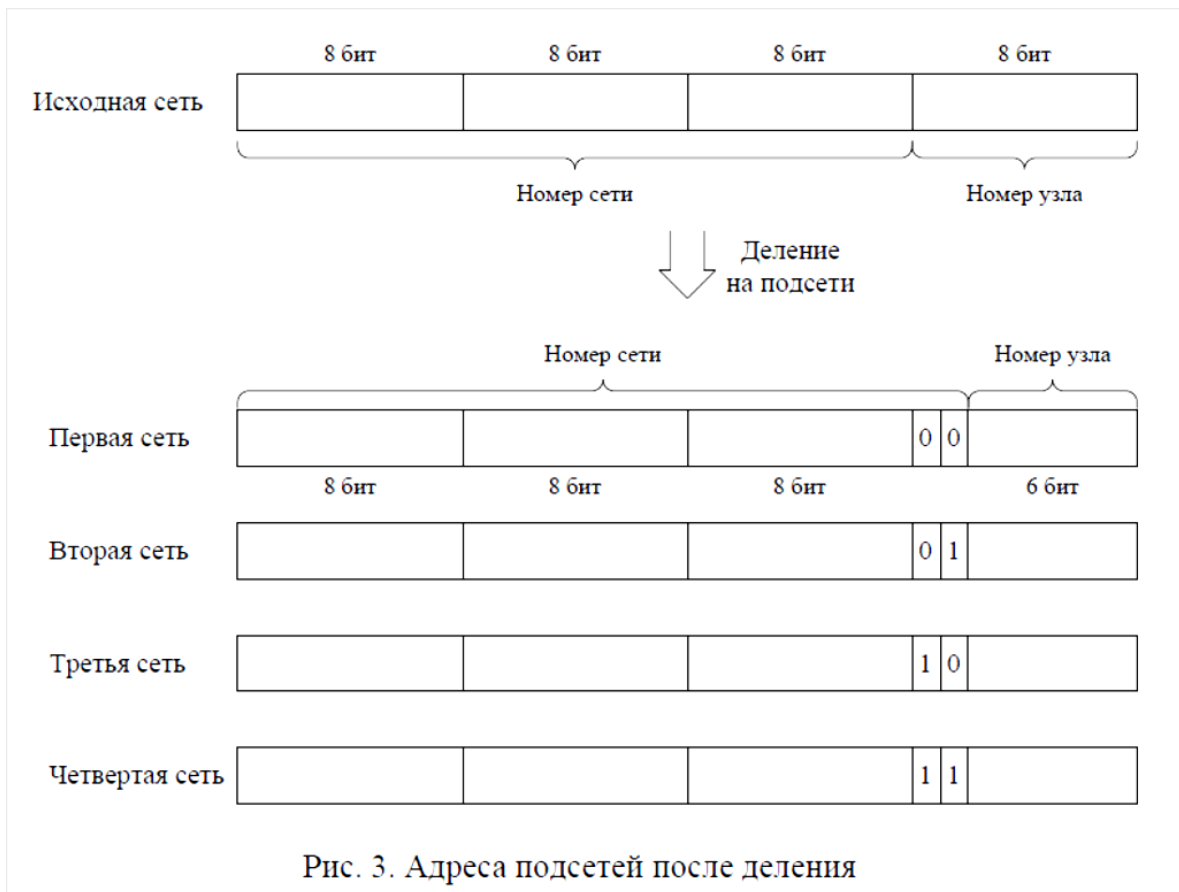 8 бит 8 бит 8 бит 8 бит
Исходная сеть
Номер сети Номер узла
Деление
на подсети
Номер сети Номер узла
Первая сеть 0 0
8 бит 8 бит 8 бит 6 бит
Вторая сеть 0 1
Третья сеть 1 0
Четвертая сеть 1 1
Рис. 3. Адреса подсетей после деления